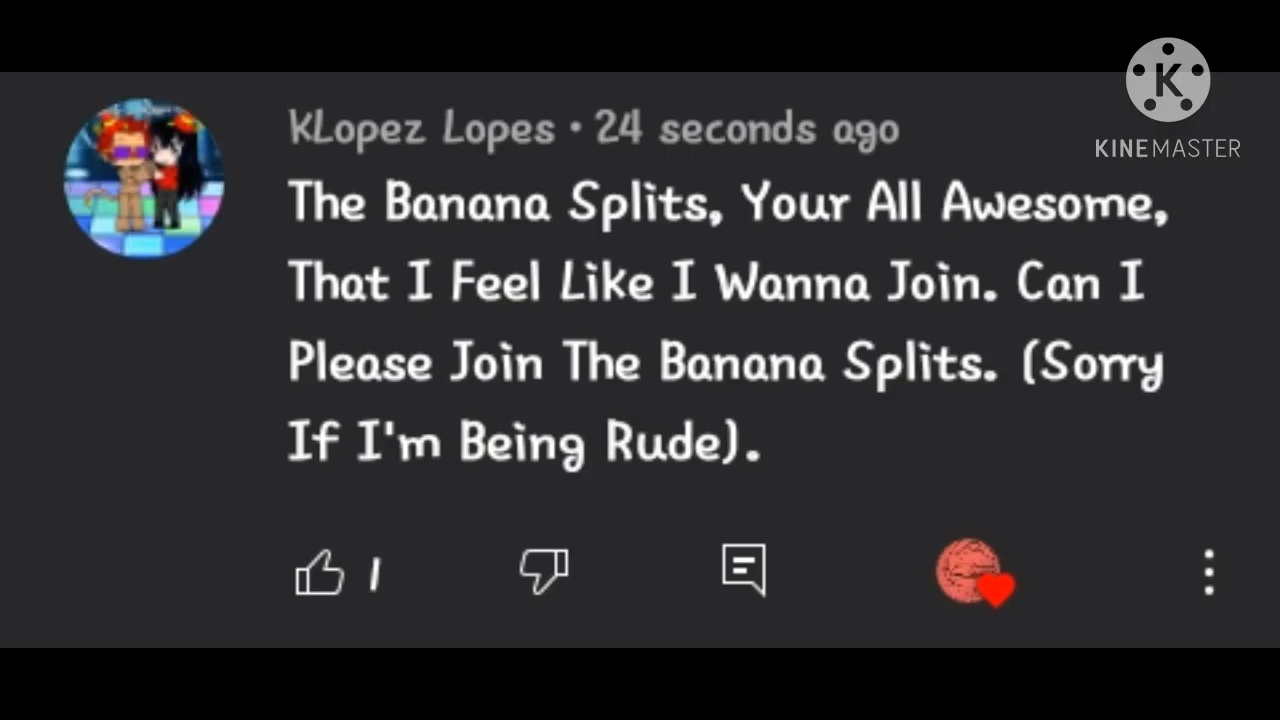 KLopez Lopes • 24 seconds ago
The Banana Splits, Your All Awesome,
That I Feel Like I Wanna Join. Can I
Please Join The Banana Splits. (Sorry
If I'm Being Rude).
1
K
KINEMASTER